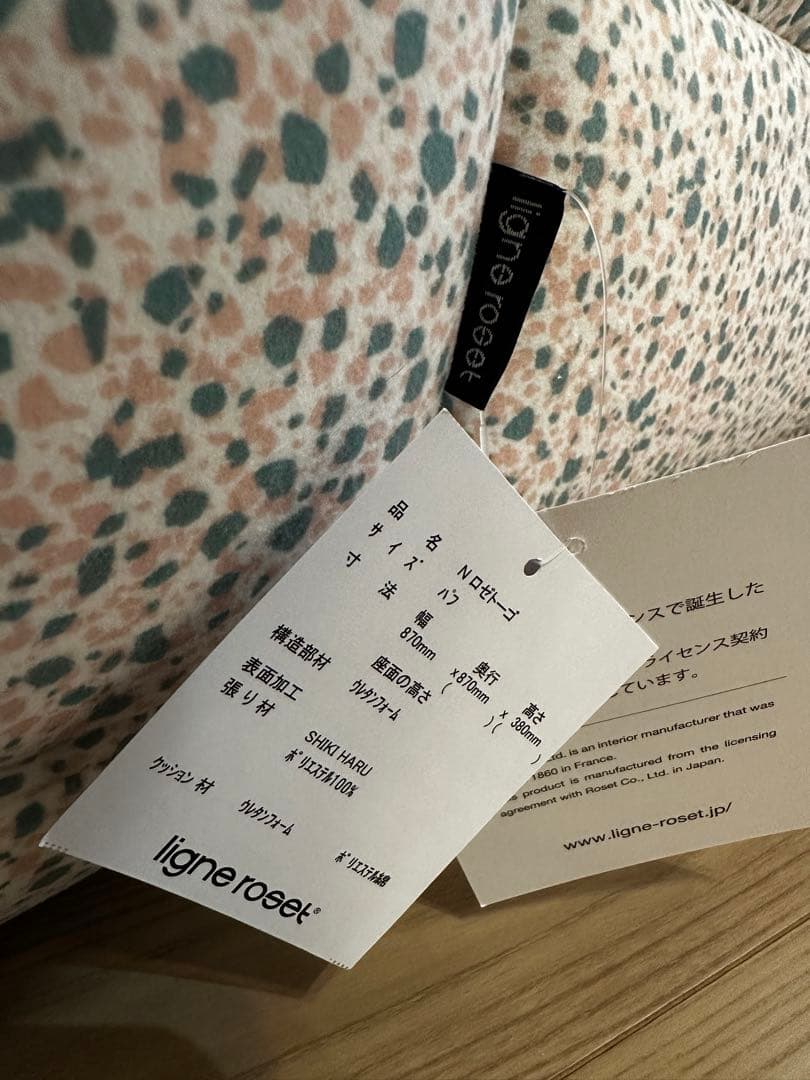 ligne roset
品名 Nロゼトーゴ
サイズ パフ
寸法 幅 奥行 高さ
870mm x870mm x 380mm
座面の高さ ( )( )
構造部材 ウレタンフォーム
表面加工
張り材 SHIKI HARU
ポリエステル100%
クッション材 ウレタンフォーム ポリエステル綿
ligne roset®
ンスで誕生した
ライセンス契約
ています。
td. is an interior manufacturer that was
1860 in France.
s product is manufactured from the licensing
agreement with Roset Co., Ltd. in Japan.
www.ligne-roset.jp/